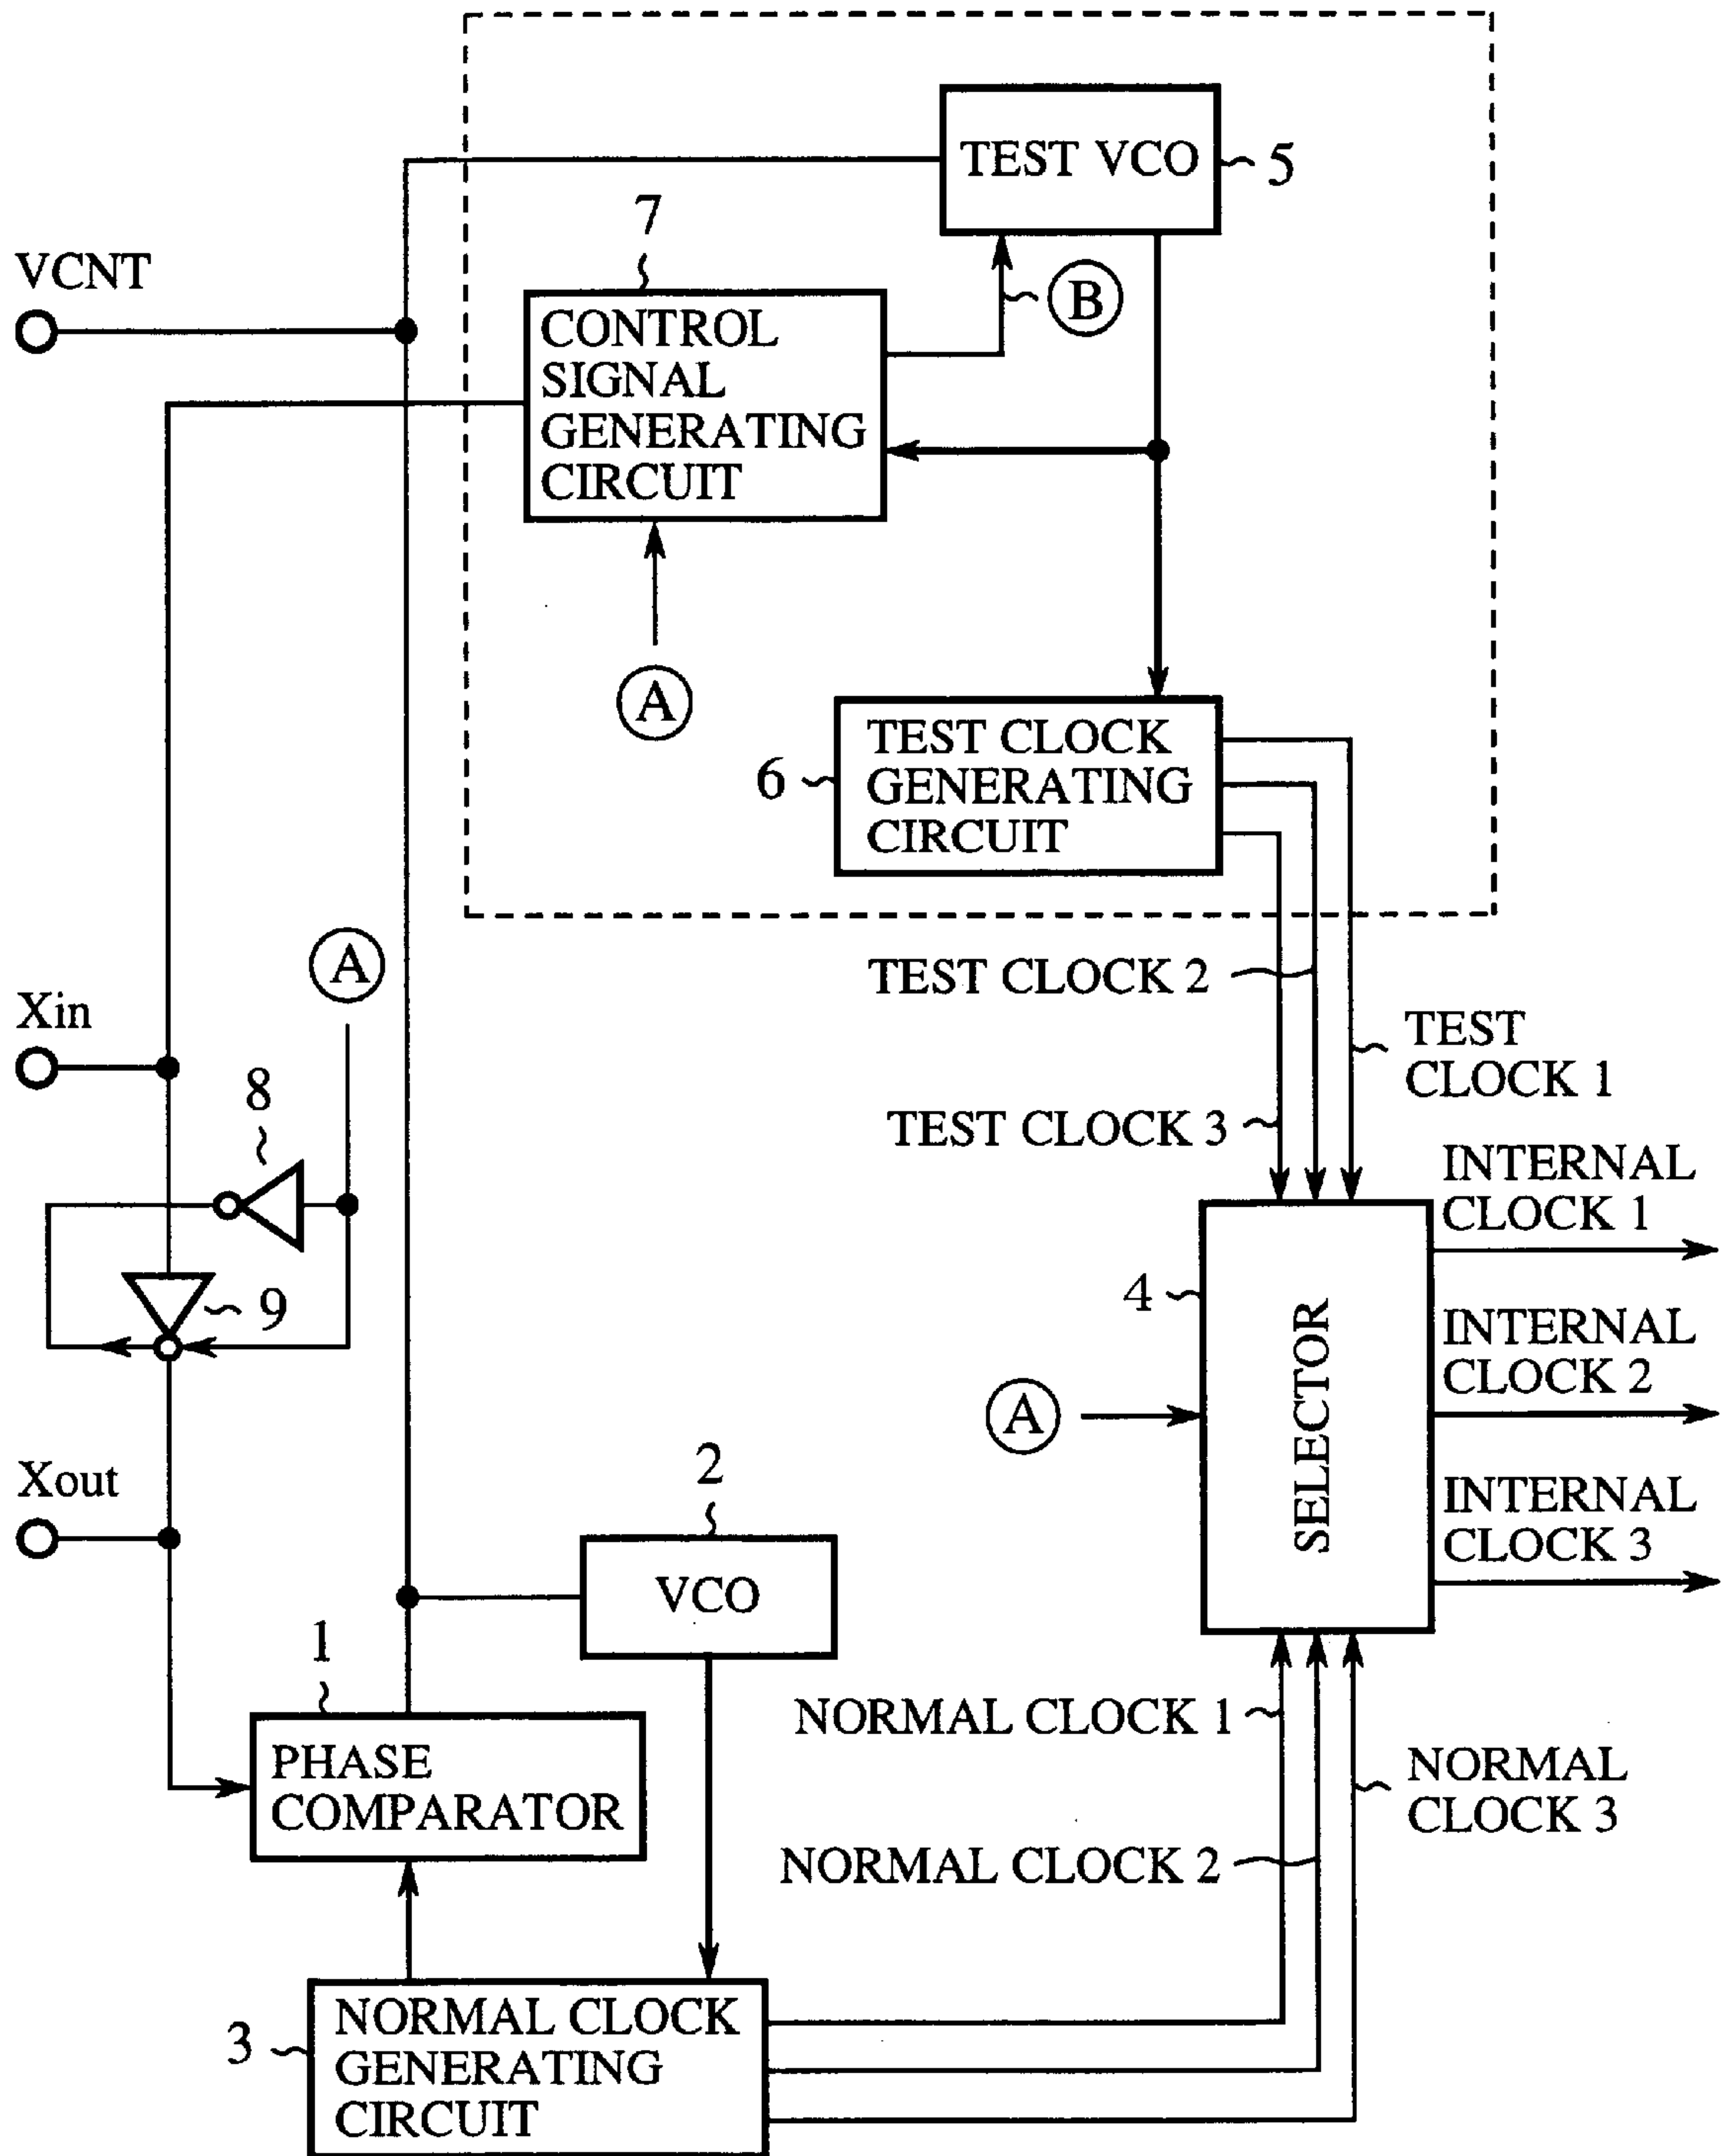 TEST VCO
5
7
VCNT
B
CONTROL
SIGNAL
GENERATING
CIRCUIT
A
TEST CLOCK
GENERATING
CIRCUIT
6
A
TEST CLOCK 2
Xin
TEST
CLOCK 1
8
TEST CLOCK 3
INTERNAL
CLOCK 1
9
4
SELECTOR
INTERNAL
CLOCK 2
A
Xout
2
INTERNAL
CLOCK 3
VCO
1
NORMAL CLOCK 1
PHASE
COMPARATOR
NORMAL
CLOCK 3
NORMAL CLOCK 2
3
NORMAL CLOCK
GENERATING
CIRCUIT